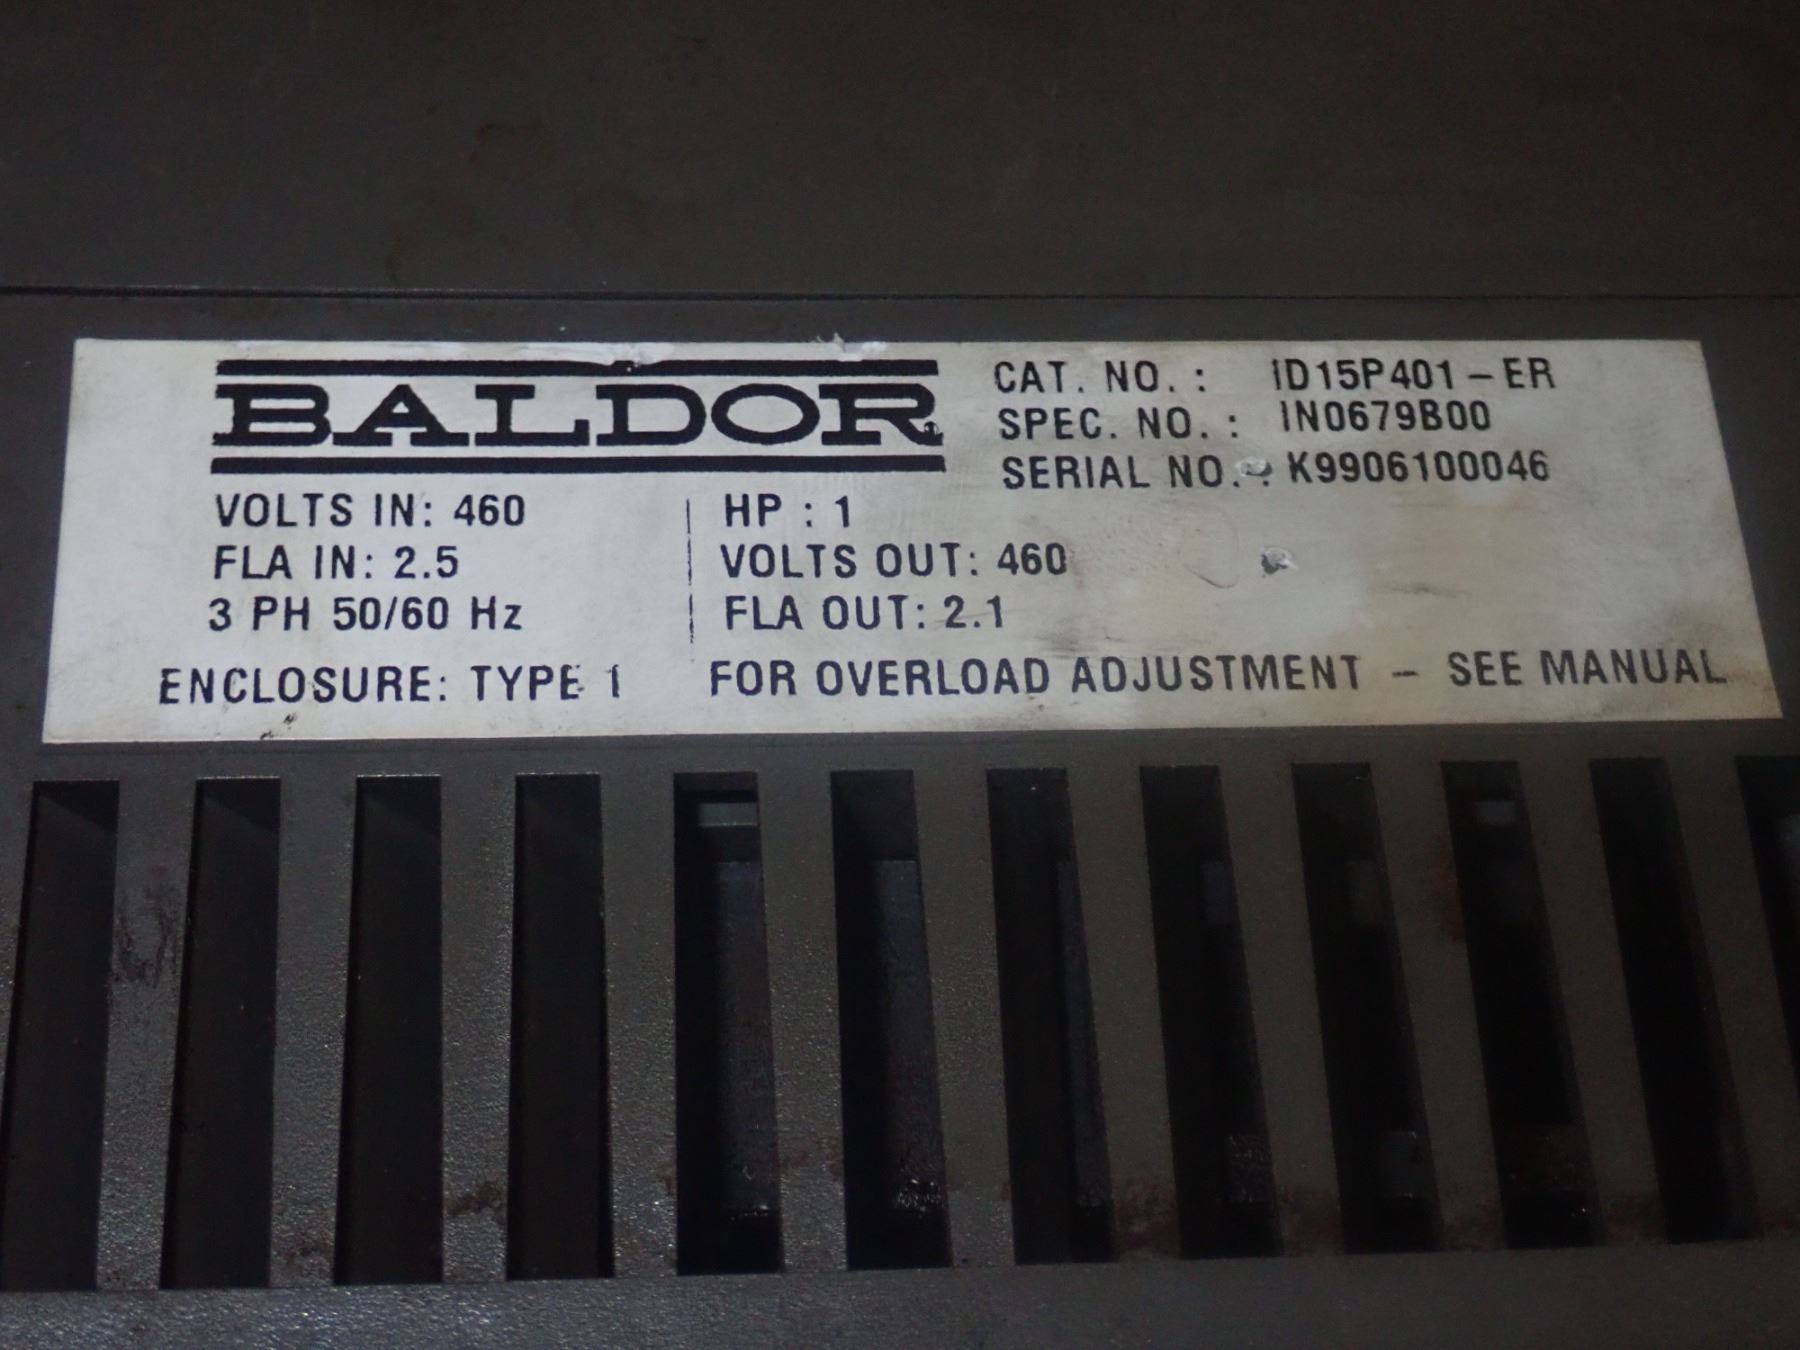 BALDOR
CAT. NO. : ID15P401-ER
SPEC. NO. : IN0679B00
SERIAL NO. : K9906100046
VOLTS IN: 460
FLA IN: 2.5
3 PH 50/60 Hz
HP : 1
VOLTS OUT: 460
FLA OUT: 2.1
ENCLOSURE: TYPE 1 FOR OVERLOAD ADJUSTMENT - SEE MANUAL